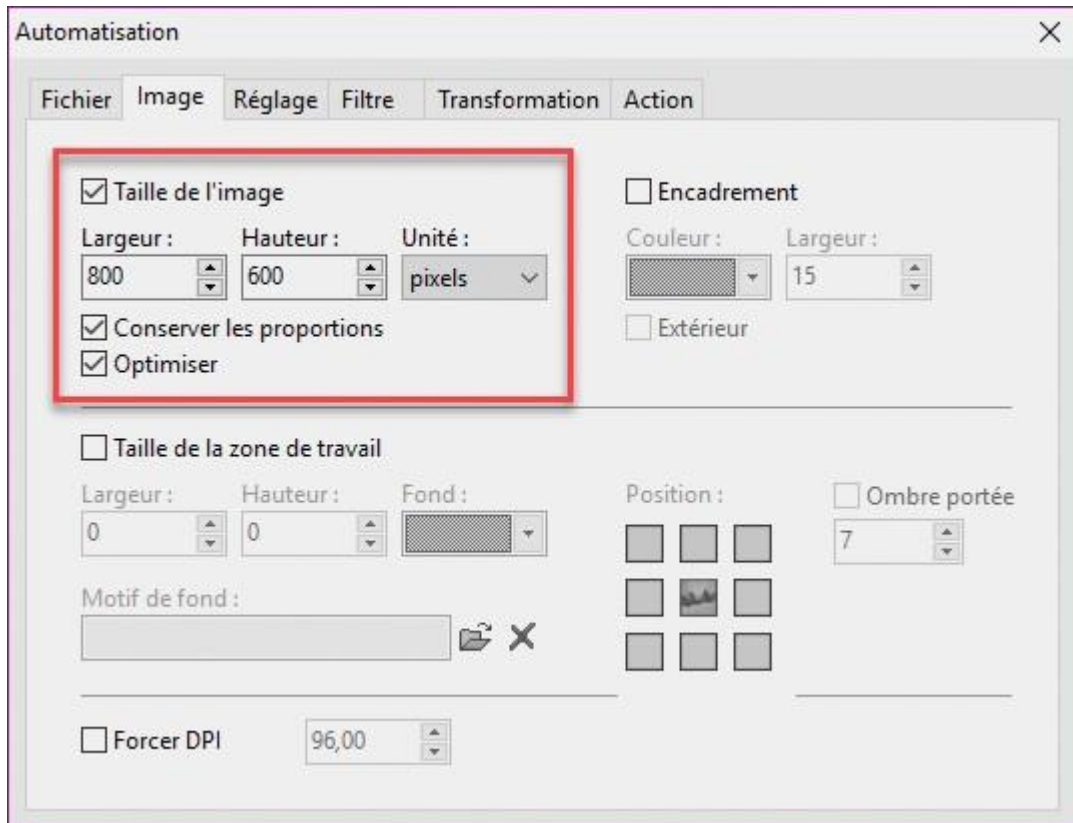 Automatisation
Fichier Image Réglage Filtre Transformation Action
Taille de l'image
Encadrement
Largeur : Hauteur : Unité :
Couleur : Largeur :
800 600 pixels
15
Conserver les proportions
Extérieur
Optimiser
Taille de la zone de travail
Largeur : Hauteur : Fond :
Position :
Ombre portée
0 0
7
Motif de fond :
Forcer DPI 96,00